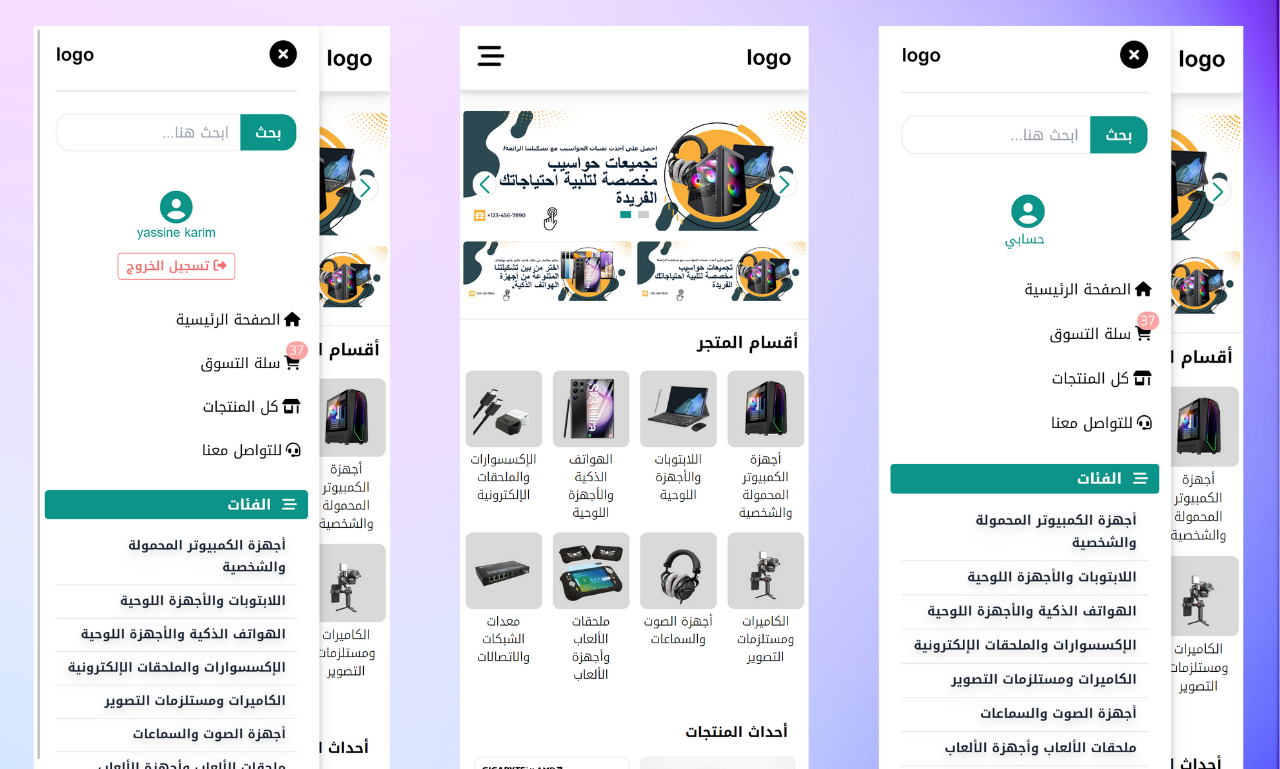 logo
logo
ابحث هنا...
بحث
yassine karim
تسجيل الخروج
الصفحة الرئيسية
37
سلة التسوق
كل المنتجات
للتواصل معنا
الفئات
أجهزة الكمبيوتر المحمولة
والشخصية
اللابتوبات والأجهزة اللوحية
الهواتف الذكية والأجهزة اللوحية
الإكسسوارات والملحقات الإلكترونية
الكاميرات ومستلزمات التصوير
أجهزة الصوت والسماعات
ملحقات الألعاب وأجهزة الألعاب
أقسام ا
أجهزة
الكمبيوتر
المحمولة
والشخصية
الكاميرات
ومستلزمات
التصوير
أحداث ا
logo
احصل على أحدث تقنيات الحواسيب مع تشكيلتنا الرائعة!
تجميعات حواسيب
مخصصة لتلبية احتياجاتك
الفريدة
+123-456-7890
تجميعات حواسيب
مخصصة لتلبية احتياجاتك
الفريدة
اختر من بين تشكيلتنا
المتنوعة من أجهزة
الهواتف الذكية.
أقسام المتجر
أجهزة
الكمبيوتر
المحمولة
والشخصية
اللابتوبات
والأجهزة
اللوحية
الهواتف
الذكية
والأجهزة
اللوحية
الإكسسوارات
والملحقات
الإلكترونية
الكاميرات
ومستلزمات
التصوير
أجهزة الصوت
والسماعات
ملحقات
الألعاب
وأجهزة
الألعاب
معدات
الشبكات
والاتصالات
أحداث المنتجات
logo
logo
ابحث هنا...
بحث
حسابي
الصفحة الرئيسية
37
سلة التسوق
كل المنتجات
للتواصل معنا
الفئات
أجهزة الكمبيوتر المحمولة
والشخصية
اللابتوبات والأجهزة اللوحية
الهواتف الذكية والأجهزة اللوحية
الإكسسوارات والملحقات الإلكترونية
الكاميرات ومستلزمات التصوير
أجهزة الصوت والسماعات
ملحقات الألعاب وأجهزة الألعاب
أقسام ا
أجهزة
الكمبيوتر
المحمولة
والشخصية
الكاميرات
ومستلزمات
التصوير
أحداث ا